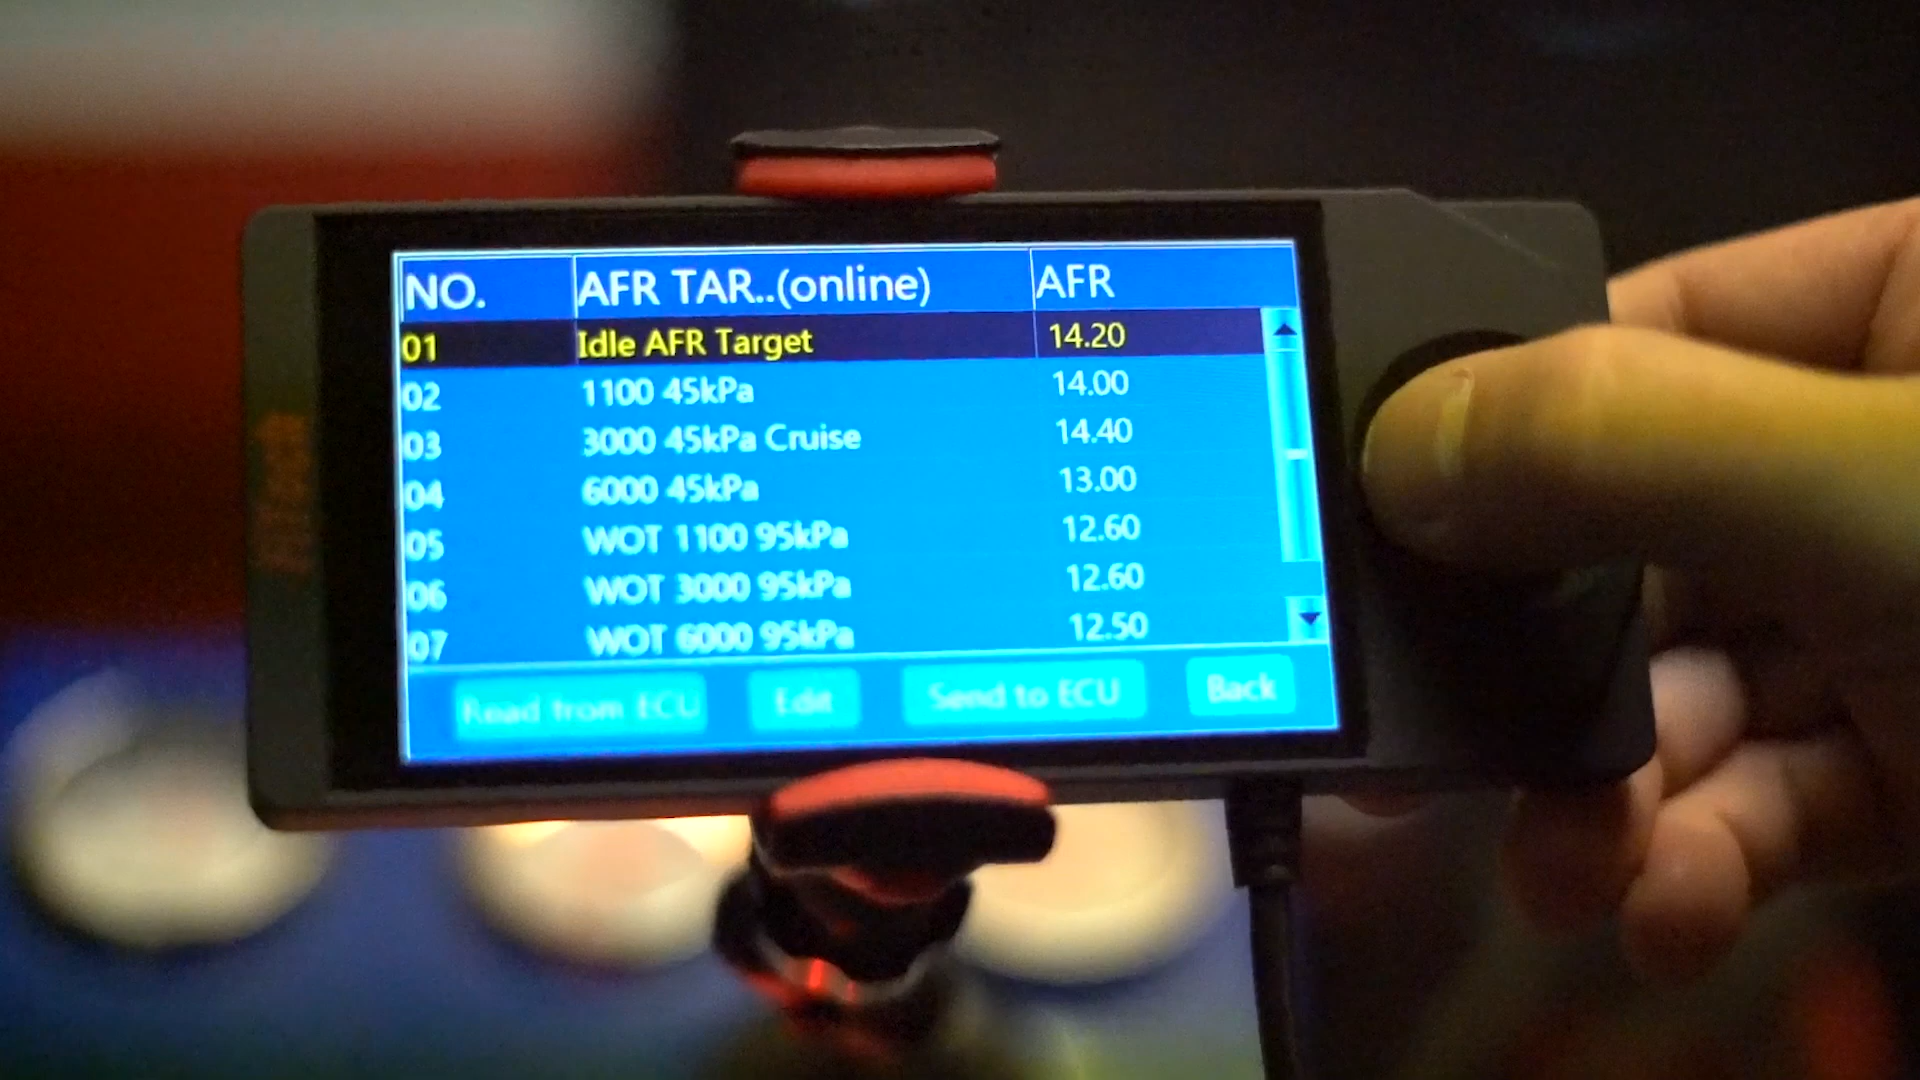 NO. AFR TAR..(online) AFR
01 Idle AFR Target 14.20
02 1100 45kPa 14.00
03 3000 45kPa Cruise 14.40
04 6000 45kPa 13.00
05 WOT 1100 95kPa 12.60
06 WOT 3000 95kPa 12.60
07 WOT 6000 95kPa 12.50
Read from ECU Edit Send to ECU Back